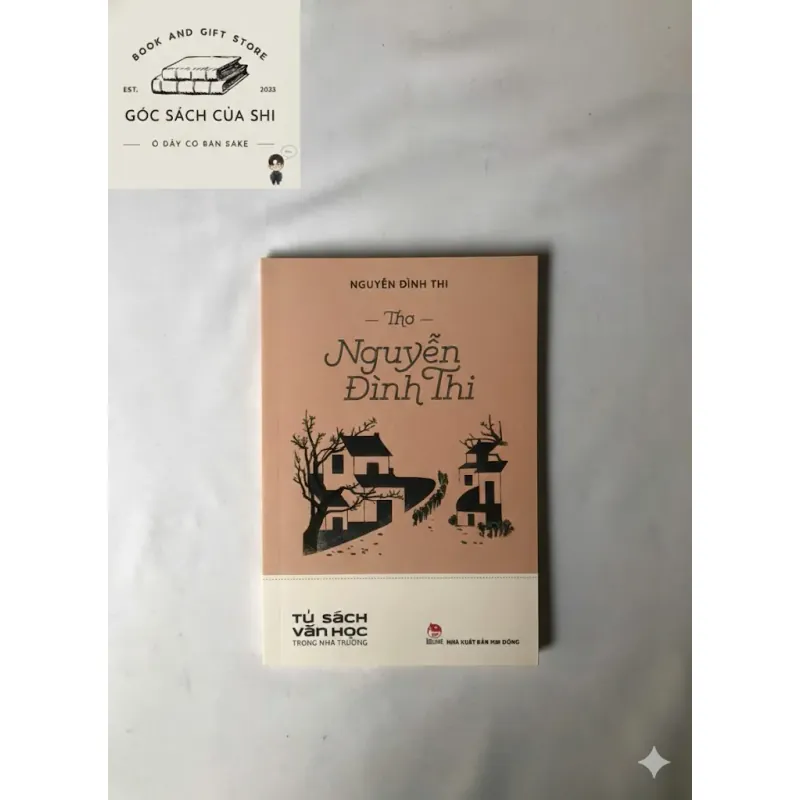 BOOK AND GIFT STORE
EST. 2023
GÓC SÁCH CỦA SHI
Ở ĐÂY CÓ BÁN SAKE
NGUYỄN ĐÌNH THI
Thơ
Nguyễn
Đình Thi
TỦ SÁCH
VĂN HỌC
TRONG NHÀ TRƯỜNG
NHÀ XUẤT BẢN KIM ĐỒNG